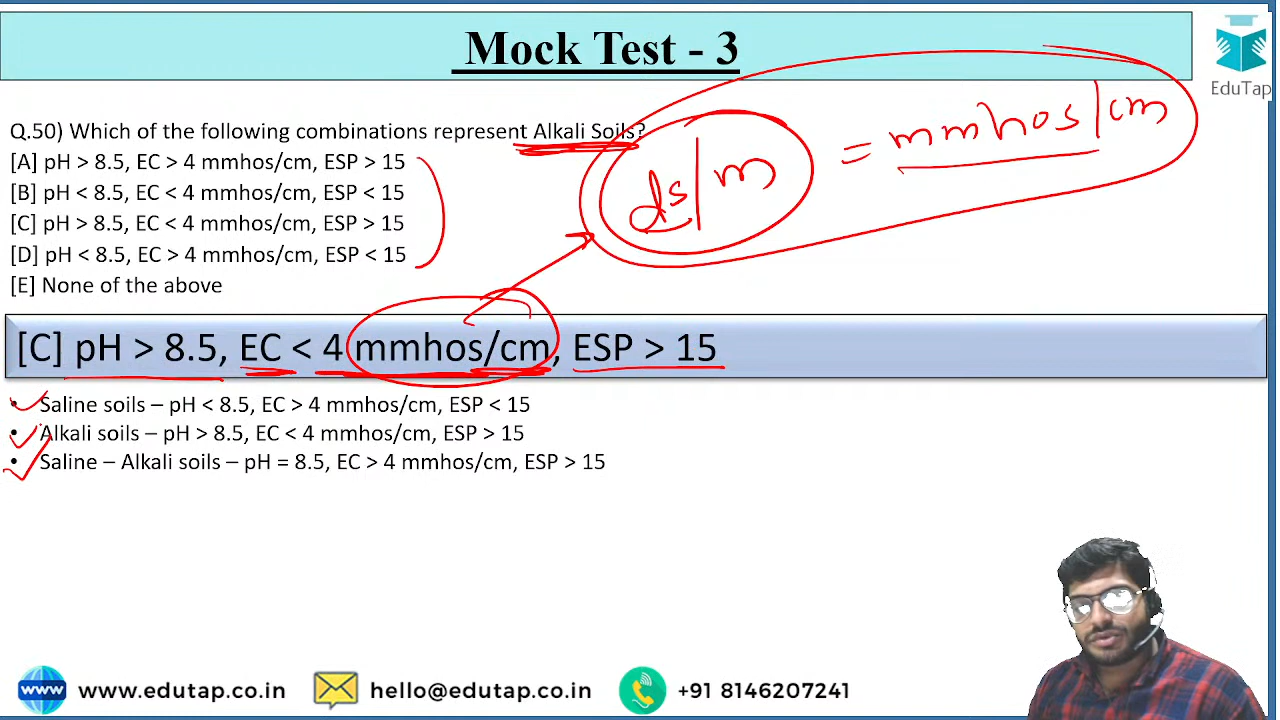 Mock Test - 3
EduTap
Q.50) Which of the following combinations represent Alkali Soils?
[A] pH > 8.5, EC > 4 mmhos/cm, ESP > 15
[B] pH < 8.5, EC < 4 mmhos/cm, ESP < 15
[C] pH > 8.5, EC < 4 mmhos/cm, ESP > 15
[D] pH < 8.5, EC > 4 mmhos/cm, ESP < 15
[E] None of the above
ds/m = mmhos/cm
[C] pH > 8.5, EC < 4 mmhos/cm, ESP > 15
• Saline soils – pH < 8.5, EC > 4 mmhos/cm, ESP < 15
• Alkali soils – pH > 8.5, EC < 4 mmhos/cm, ESP > 15
• Saline – Alkali soils – pH = 8.5, EC > 4 mmhos/cm, ESP > 15
www www.edutap.co.in hello@edutap.co.in +91 8146207241